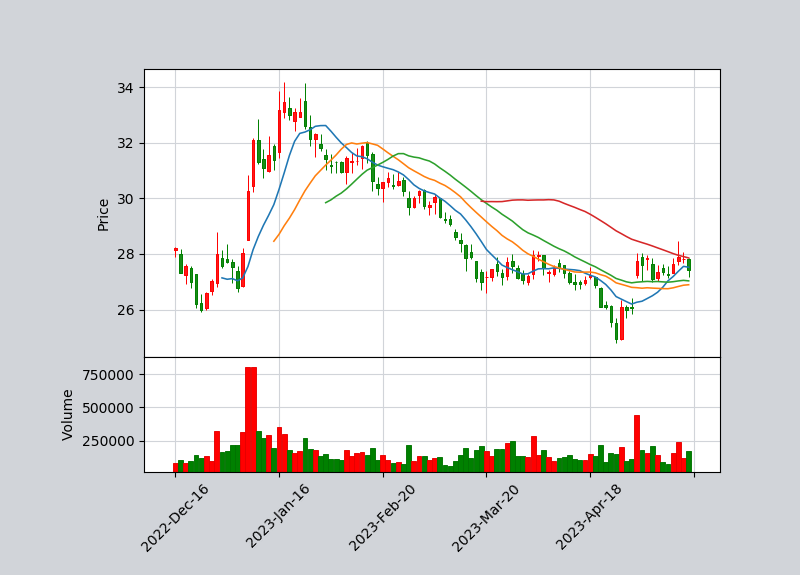 Price
34
32
30
28
26
Volume
750000
500000
250000
2022-Dec-16
2023-Jan-16
2023-Feb-20
2023-Mar-20
2023-Apr-18